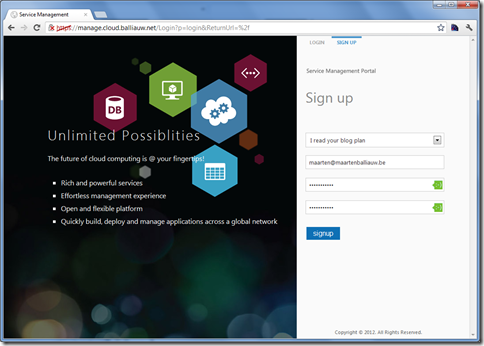 Service Management
https://manage.cloud.balliauw.net/Login?p=login&ReturnUrl=%2f
LOGIN
SIGN UP
Service Management Portal
Sign up
I read your blog plan
maarten@maartenballiauw.be
signup
Copyright © 2012. All Rights Reserved.
DB
Unlimited Possiblities
The future of cloud computing is @ your fingertips!
Rich and powerful services
Effortless management experience
Open and flexible platform
Quickly build, deploy and manage applications across a global network